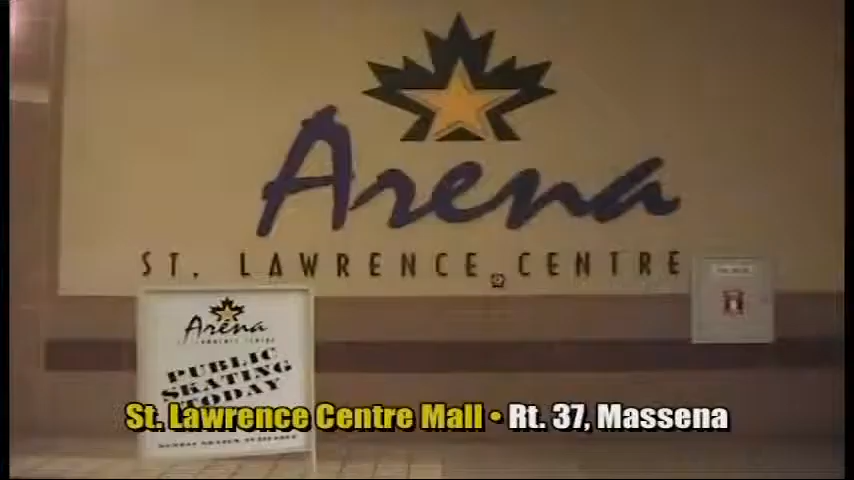 Arena
ST. LAWRENCE CENTRE
Arena
PUBLIC
SKATING
TODAY
St. Lawrence Centre Mall • Rt. 37, Massena